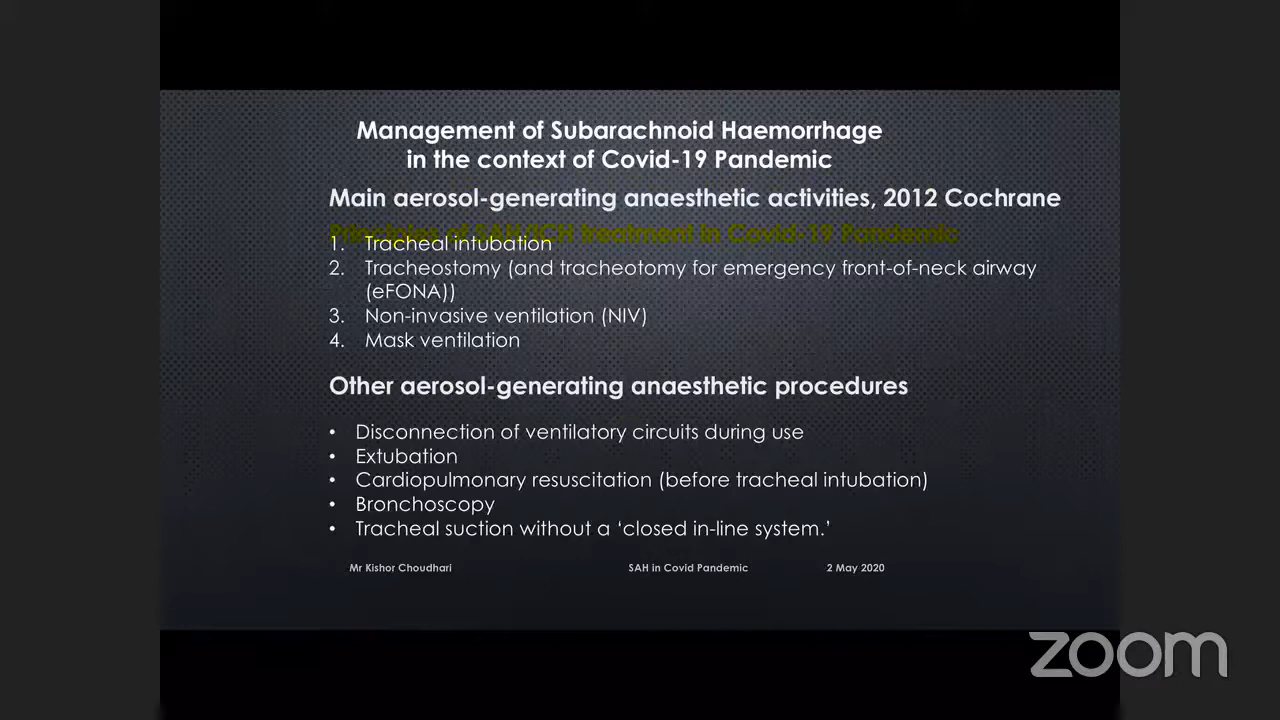 Management of Subarachnoid Haemorrhage
in the context of Covid-19 Pandemic
Main aerosol-generating anaesthetic activities, 2012 Cochrane
Principles of SAH/ICH treatment in Covid-19 Pandemic
1. Tracheal intubation
2. Tracheostomy (and tracheotomy for emergency front-of-neck airway
(eFONA))
3. Non-invasive ventilation (NIV)
4. Mask ventilation
Other aerosol-generating anaesthetic procedures
• Disconnection of ventilatory circuits during use
• Extubation
• Cardiopulmonary resuscitation (before tracheal intubation)
• Bronchoscopy
• Tracheal suction without a ‘closed in-line system.’
Mr Kishor Choudhari SAH in Covid Pandemic 2 May 2020
zoom